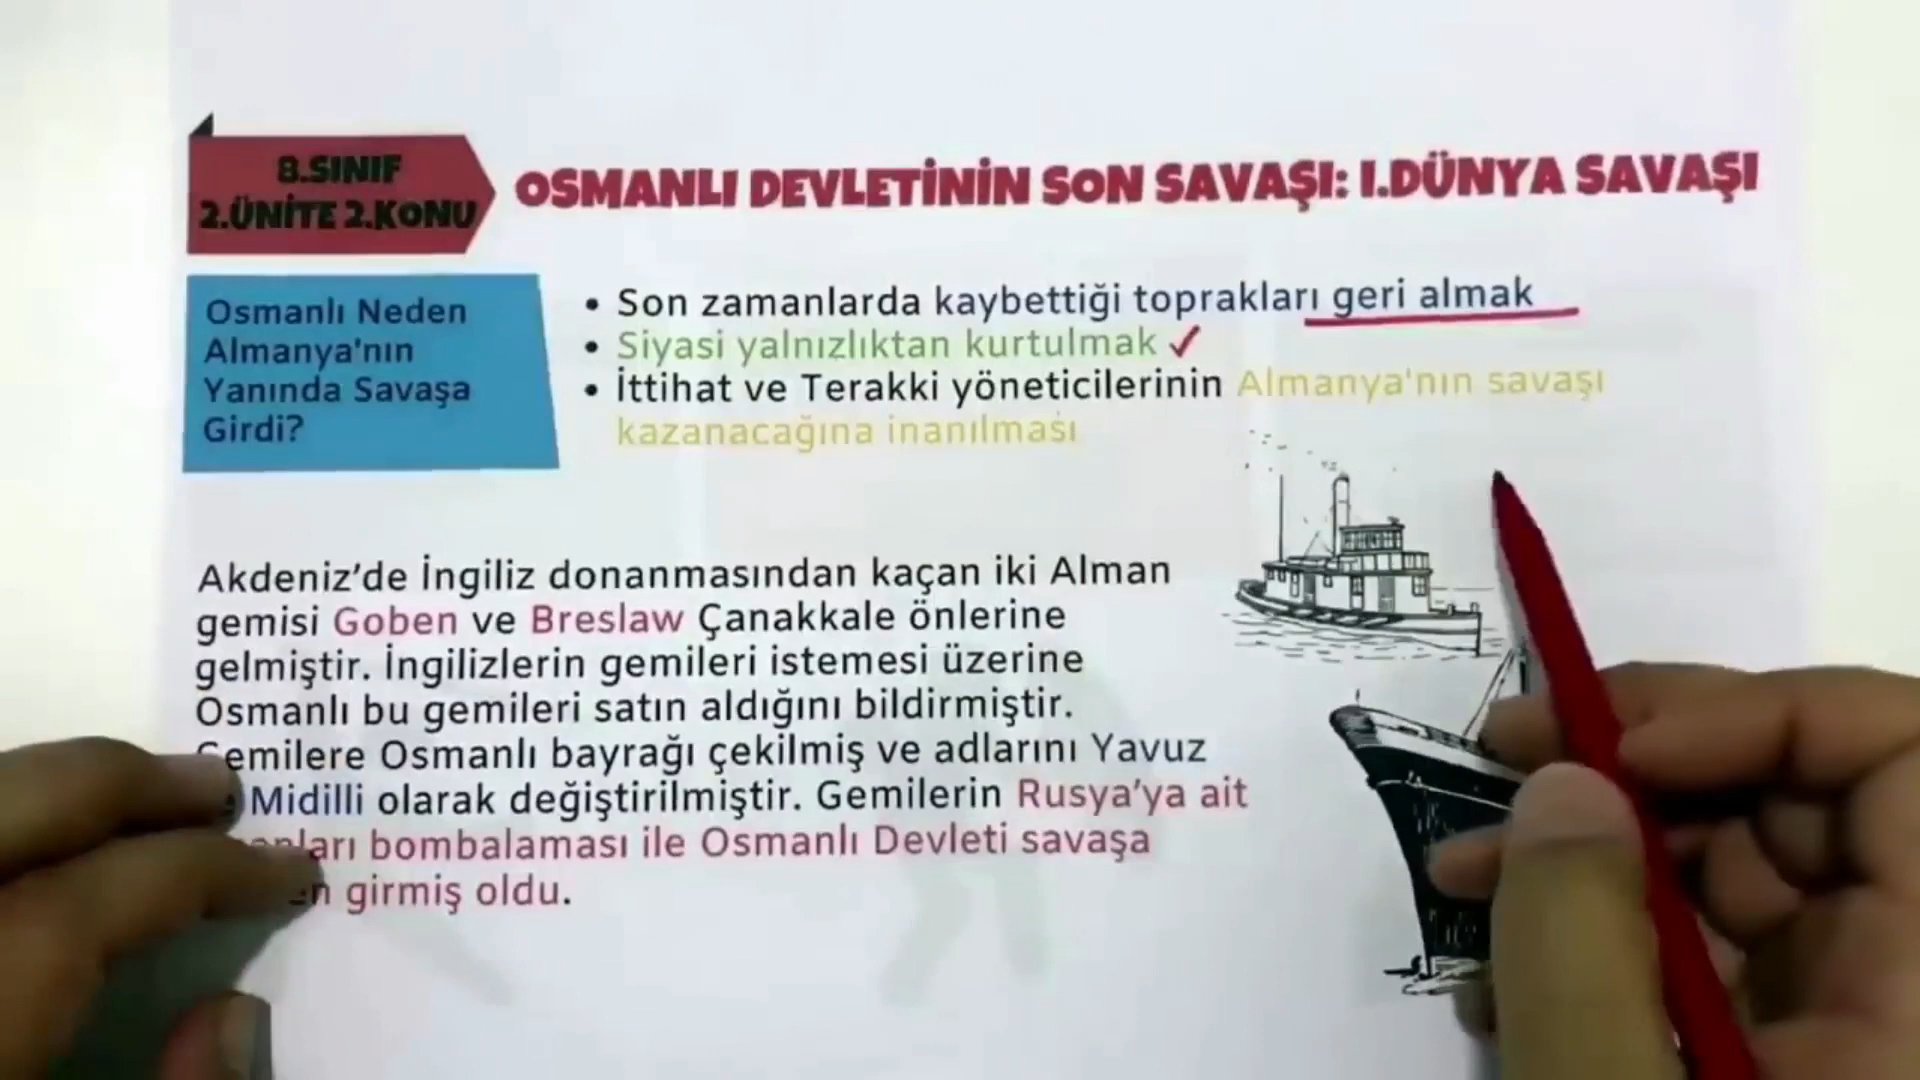 8.SINIF
2.ÜNİTE 2.KONU
OSMANLI DEVLETİNİN SON SAVAŞI: I.DÜNYA SAVAŞI
Osmanlı Neden
Almanya'nın
Yanında Savaşa
Girdi?
• Son zamanlarda kaybettiği toprakları geri almak
• Siyasi yalnızlıktan kurtulmak ✓
• İttihat ve Terakki yöneticilerinin Almanya'nın savaşı
kazanacağına inanılması
Akdeniz’de İngiliz donanmasından kaçan iki Alman
gemisi Goben ve Breslaw Çanakkale önlerine
gelmiştir. İngilizlerin gemileri istemesi üzerine
Osmanlı bu gemileri satın aldığını bildirmiştir.
Gemilere Osmanlı bayrağı çekilmiş ve adlarını Yavuz
Midilli olarak değiştirilmiştir. Gemilerin Rusya’ya ait
bombalaması ile Osmanlı Devleti savaşa
girmiş oldu.